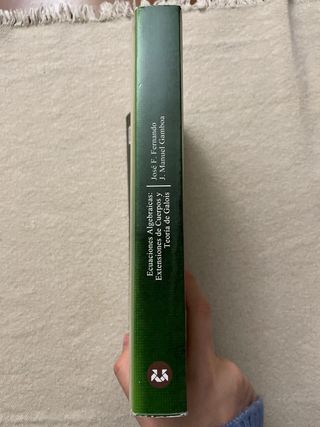 Ecuaciones Algebraicas:
Extensiones de Cuerpos y
Teoría de Galois
José F. Fernando
J. Manuel Gamboa